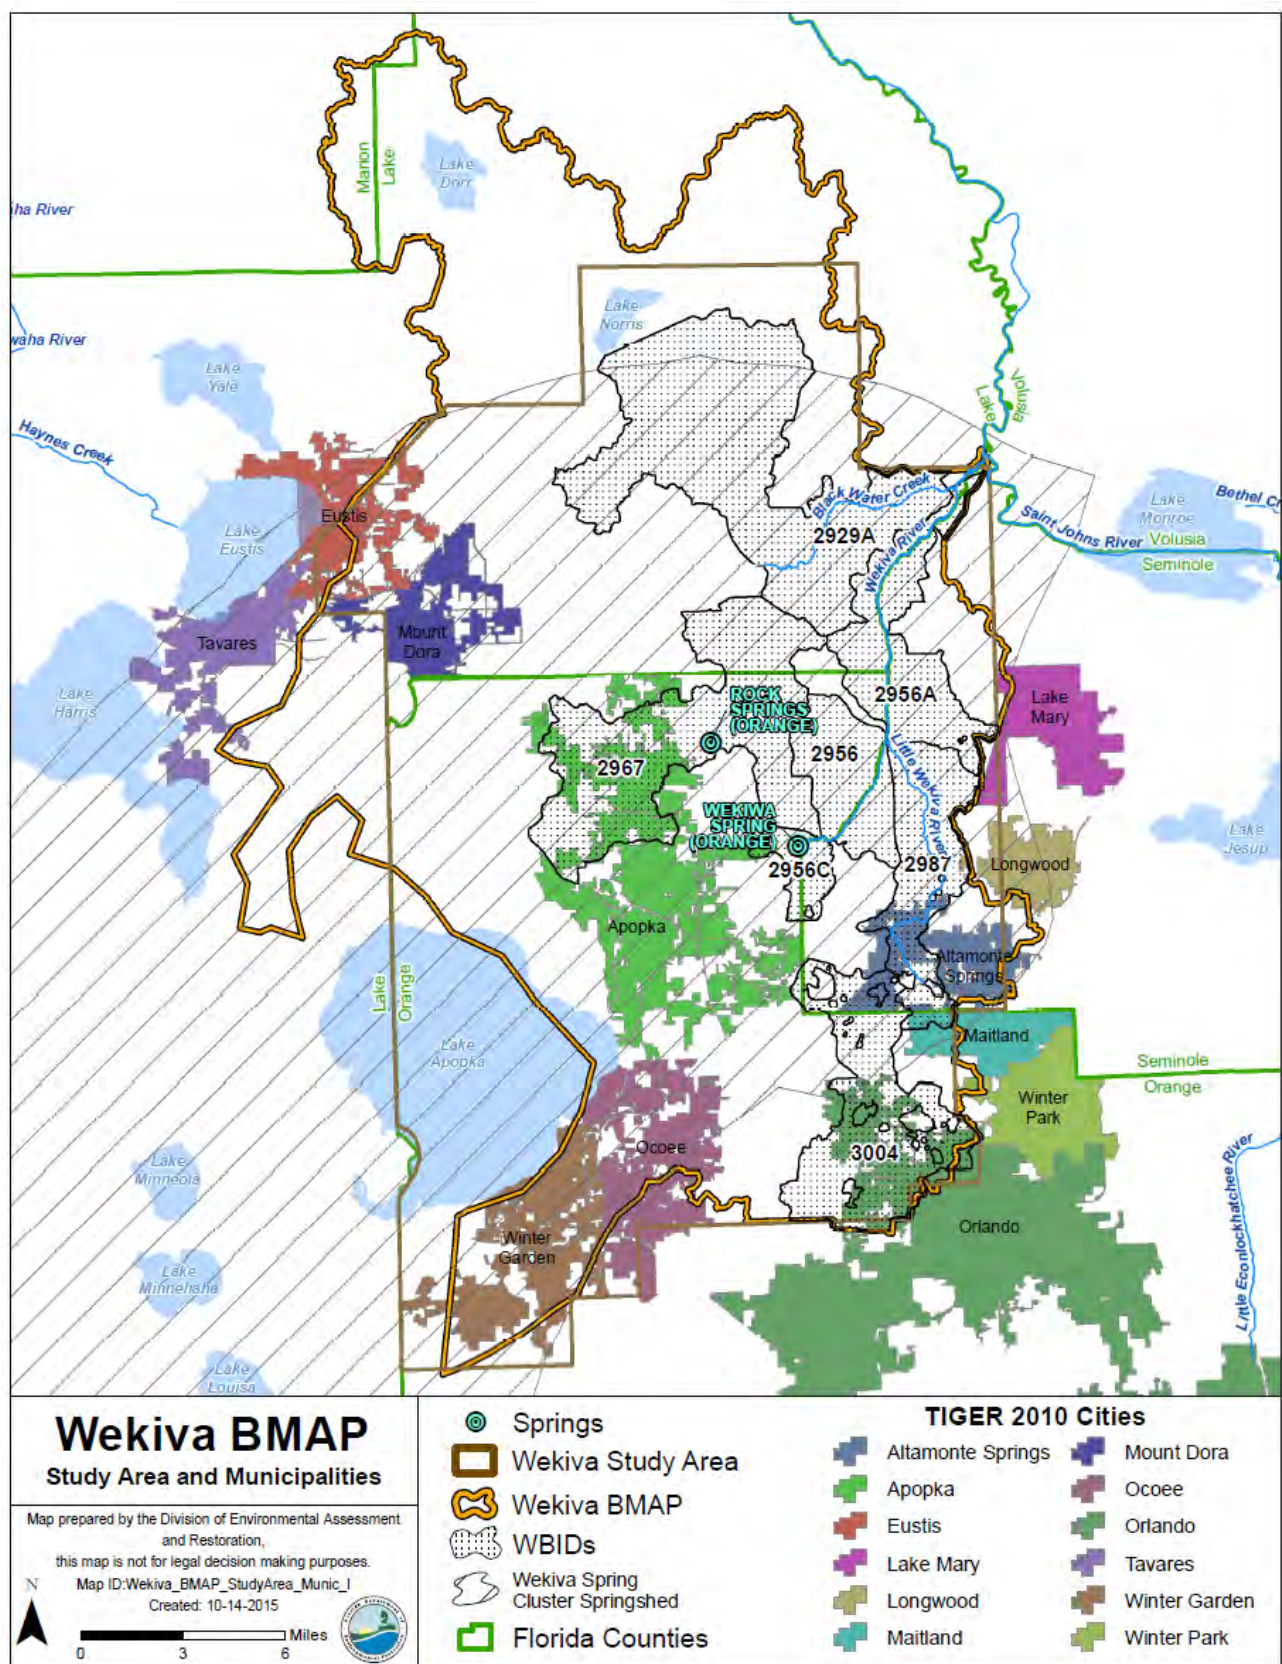 Marion
Lake
Lake
Dorr
ha River
Lake
Norris
waha River
Lake
Yale
Volusia
Lake
Haynes Creek
Black Water Creek
Lake
Monroe
Bethel Cr
Saint Johns River
Volusia
Seminole
Eustis
Lake
Eustis
2929A
Wekiva River
Tavares
Mount
Dora
Lake
Harris
ROCK
SPRINGS
(ORANGE)
2956A
Lake
Mary
2967
2956
Little Wekiva River
WEKIWA
SPRING
(ORANGE)
2956C
2987
Longwood
Lake
Jesup
Apopka
Altamonte
Springs
Lake
Orange
Lake
Apopka
Maitland
Seminole
Orange
Winter
Park
Ocoee
3004
Lake
Minneola
Little Econlockhatchee River
Orlando
Winter
Garden
Lake
Minnehaha
Lake
Louisa
Wekiva BMAP
Study Area and Municipalities
Map prepared by the Division of Environmental Assessment
and Restoration,
this map is not for legal decision making purposes.
Map ID:Wekiva_BMAP_StudyArea_Munic_I
Created: 10-14-2015
N
Miles
0 3 6
Springs
Wekiva Study Area
Wekiva BMAP
WBIDs
Wekiva Spring
Cluster Springshed
Florida Counties
TIGER 2010 Cities
Altamonte Springs
Apopka
Eustis
Lake Mary
Longwood
Maitland
Mount Dora
Ocoee
Orlando
Tavares
Winter Garden
Winter Park